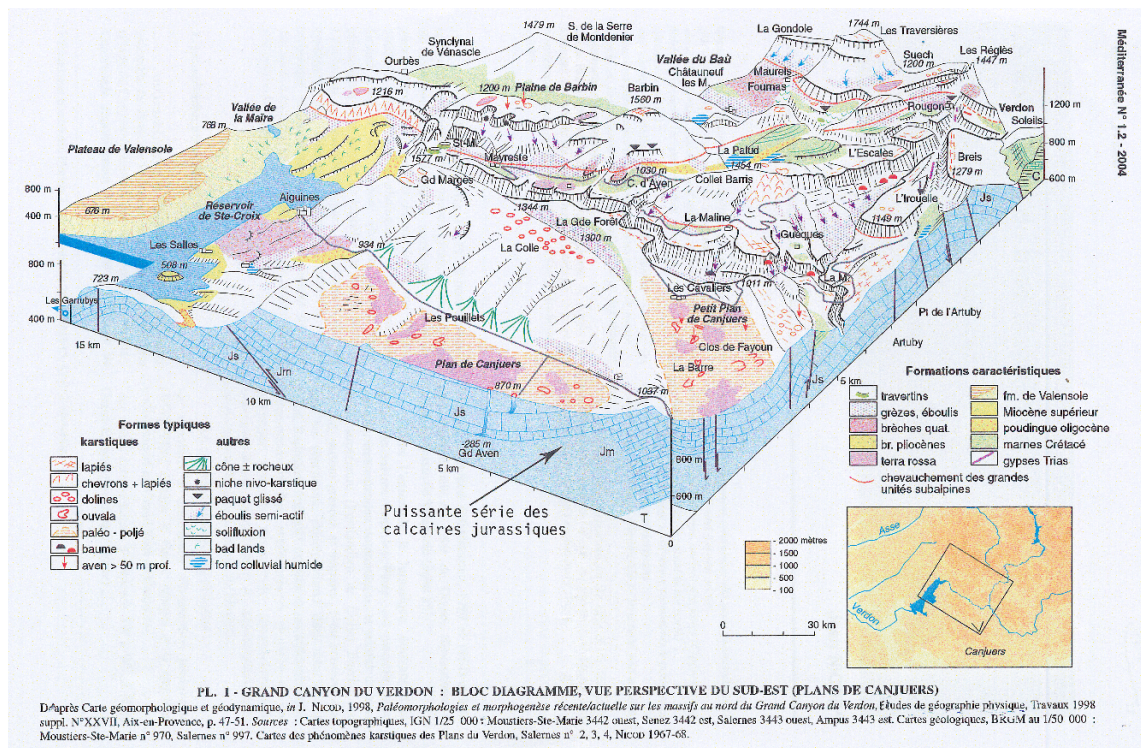 1479 m
S. de la Serre
de Montdenier
La Gondole
1744 m
Les Traversières
Synclynal
de Vénascle
Ourbès
Vallée du Baù
Châteuneuf
les M.
Suech
1200 m
Les Réglès
1447 m
1216 m
1200 m
Plaine de Barbin
Barbin
1560 m
Maurels
Fournas
Vallée
de la Maire
768 m
Rougon
Verdon
Soleils
1200 m
800 m
600 m
Plateau de Valensole
St-M.
1577 m
Mayreste
La Palud
1454 m
L'Escalès
Breis
1279 m
C
Gd Marges
1030 m
C. d'Aven
Collet Barris
800 m
400 m
676 m
Aiguines
Réservoir
de Ste-Croix
1344 m
La Gde Forêt
1300 m
La Maline
L'Irouelle
1149 m
Js
Les Salles
508 m
934 m
La Colle
Guègues
800 m
723 m
Les Cavaliers
1011 m
La M.
Les Garrubys
400 m
Les Pouillets
Petit Plan
de Canjuers
Pt de l'Artuby
15 km
Js
Jm
Plan de Canjuers
Clos de Fayoun
La Barre
Artuby
10 km
870 m
1037 m
Js
5 km
Js
-285 m
Gd Aven
Jm
5 km
800 m
600 m
T
0
Puissante série des
calcaires jurassiques
Formes typiques
karstiques
autres
lapiés
chevrons + lapiés
dolines
ouvala
paléo - poljé
baume
aven > 50 m prof.
cône ± rocheux
niche nivo-karstique
paquet glissé
éboulis semi-actif
solifluxion
bad lands
fond colluvial humide
Formations caractéristiques
travertins
grèzes, éboulis
brèches quat.
br. pliocènes
terra rossa
fm. de Valensole
Miocène supérieur
poudingue oligocène
marnes Crétacé
gypses Trias
chevauchement des grandes
unités subalpines
2000 mètres
1500
1000
500
100
0
30 km
Asse
Verdon
Canjuers
Méditerranée N° 1.2 - 2004
PL. 1 - GRAND CANYON DU VERDON : BLOC DIAGRAMME, VUE PERSPECTIVE DU SUD-EST (PLANS DE CANJUERS)
D'après Carte géomorphologique et géodynamique, in J. NICOD, 1998, Paléomorphologies et morphogenèse récente/actuelle sur les massifs au nord du Grand Canyon du Verdon, Etudes de géographie physique, Travaux 1998
suppl. N°XXVII, Aix-en-Provence, p. 47-51. Sources : Cartes topographiques, IGN 1/25 000 : Moustiers-Ste-Marie 3442 ouest, Senez 3442 est, Salernes 3443 ouest, Ampus 3443 est. Cartes géologiques, BRGM au 1/50 000 :
Moustiers-Ste-Marie n° 970, Salernes n° 997. Cartes des phénomènes karstiques des Plans du Verdon, Salernes n° 2, 3, 4, NICOD 1967-68.